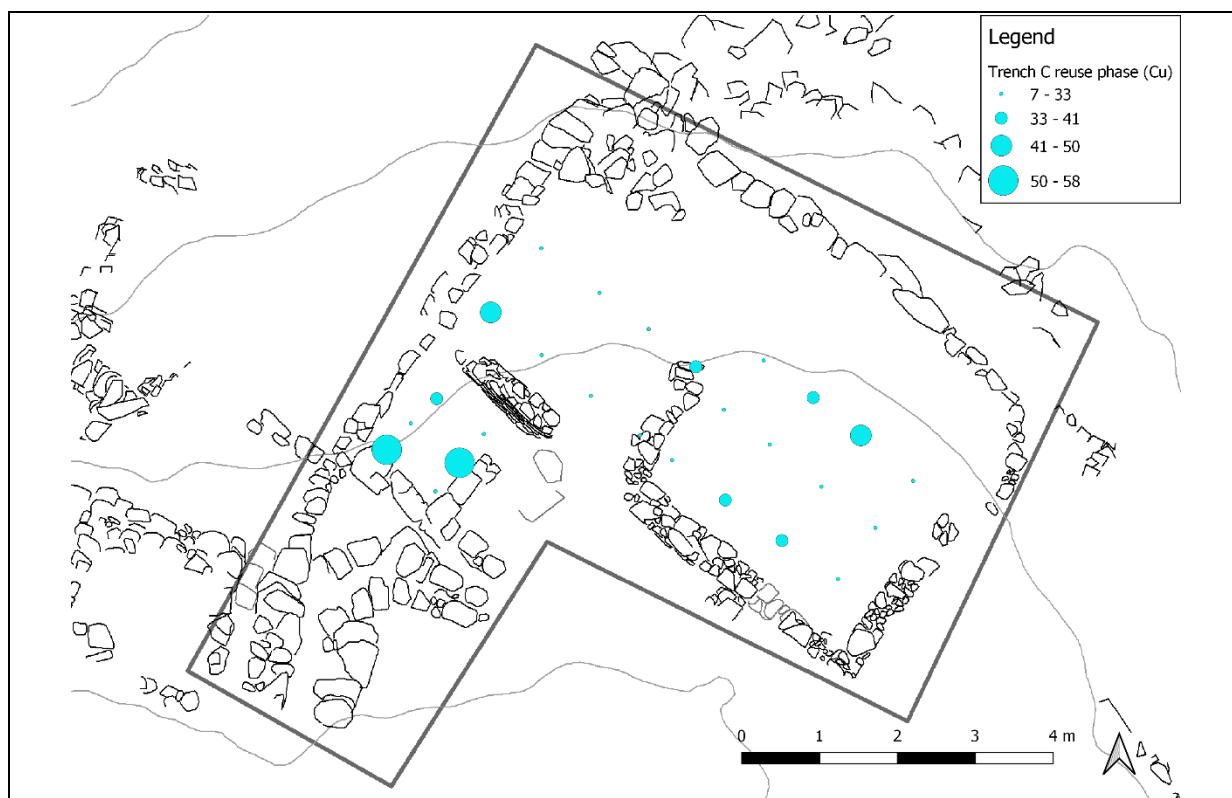 Legend
Trench C reuse phase (Cu)
7 - 33
33 - 41
41 - 50
50 - 58
0 1 2 3 4 m